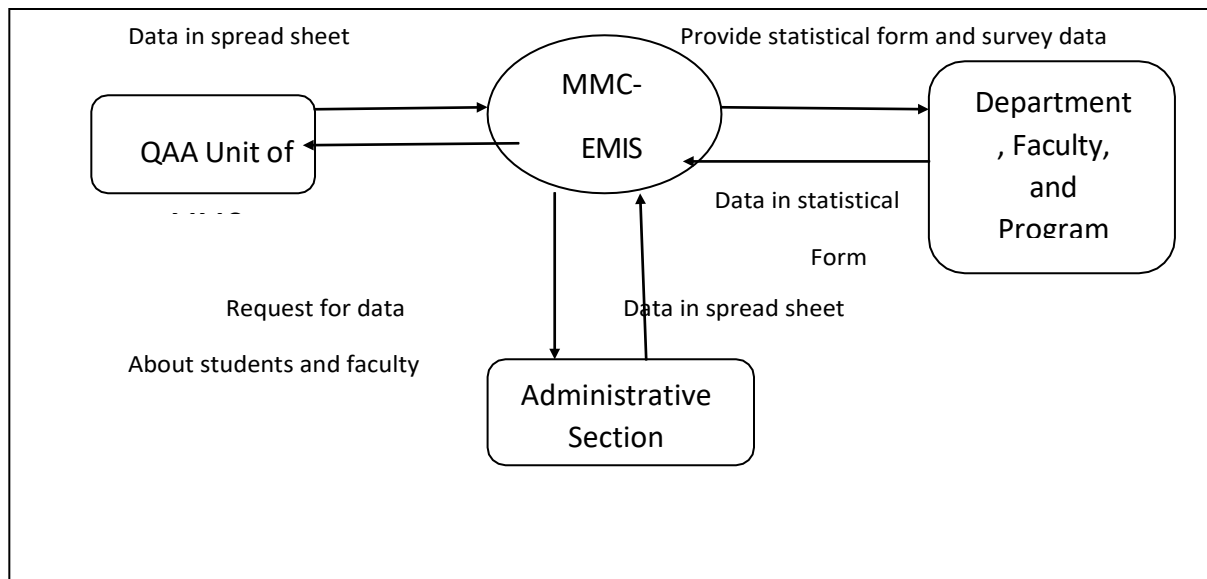 Data in spread sheet
Provide statistical form and survey data
MMC-
EMIS
QAA Unit of
Department
, Faculty,
and
Program
Data in statistical
Form
Request for data
Data in spread sheet
About students and faculty
Administrative
Section